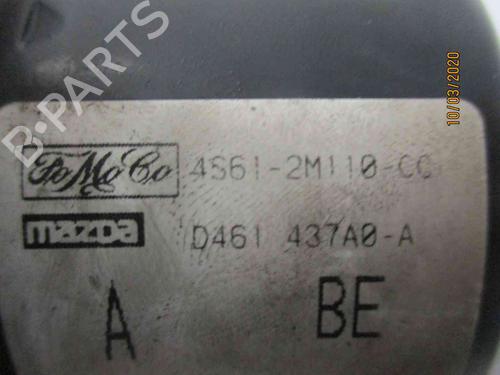 B-PARTS
10/03/2020
FoMoCo 4S61-2M110-CC
mazda D461 437A0-A
A BE